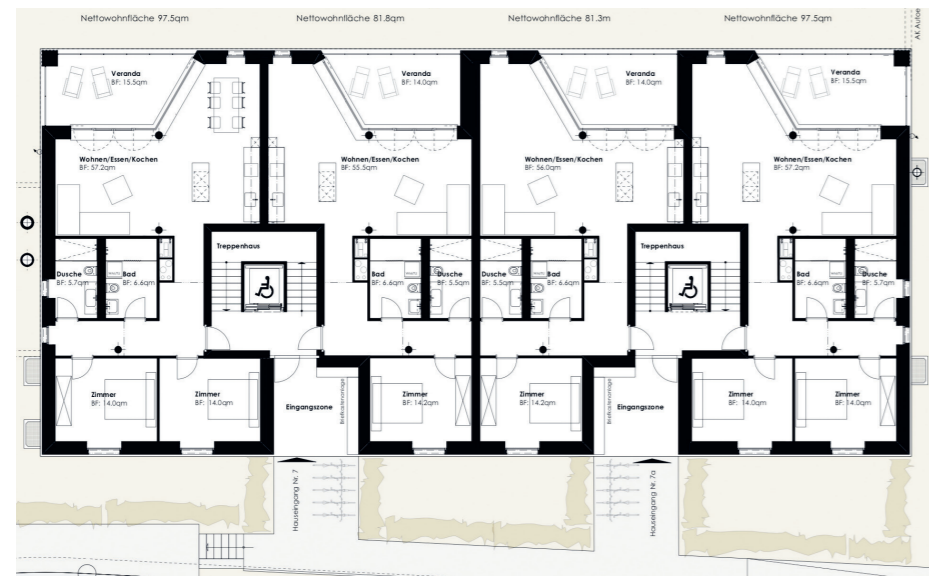 Nettowohnfläche 97.5qm
Nettowohnfläche 81.8qm
Nettowohnfläche 81.3m
Nettowohnfläche 97.5qm
AK Autoe
Veranda
BF: 15.5qm
Veranda
BF: 14.0qm
Veranda
BF: 14.0qm
Veranda
BF: 15.5qm
Wohnen/Essen/Kochen
BF: 57.2qm
Wohnen/Essen/Kochen
BF: 55.5qm
Wohnen/Essen/Kochen
BF: 56.0qm
Wohnen/Essen/Kochen
BF: 57.2qm
Treppenhaus
Treppenhaus
Dusche
BF: 5.7qm
Bad
BF: 6.6qm
Bad
BF: 6.6qm
Dusche
BF: 5.5qm
Dusche
BF: 5.5qm
Bad
BF: 6.6qm
Bad
BF: 6.6qm
Dusche
BF: 5.7qm
Zimmer
BF: 14.0qm
Zimmer
BF: 14.0qm
Eingangszone
Briefkastenanlage
Zimmer
BF: 14.2qm
Zimmer
BF: 14.2qm
Briefkastenanlage
Eingangszone
Zimmer
BF: 14.0qm
Zimmer
BF: 14.0qm
Hauseingang Nr. 7
Hauseingang Nr. 7a